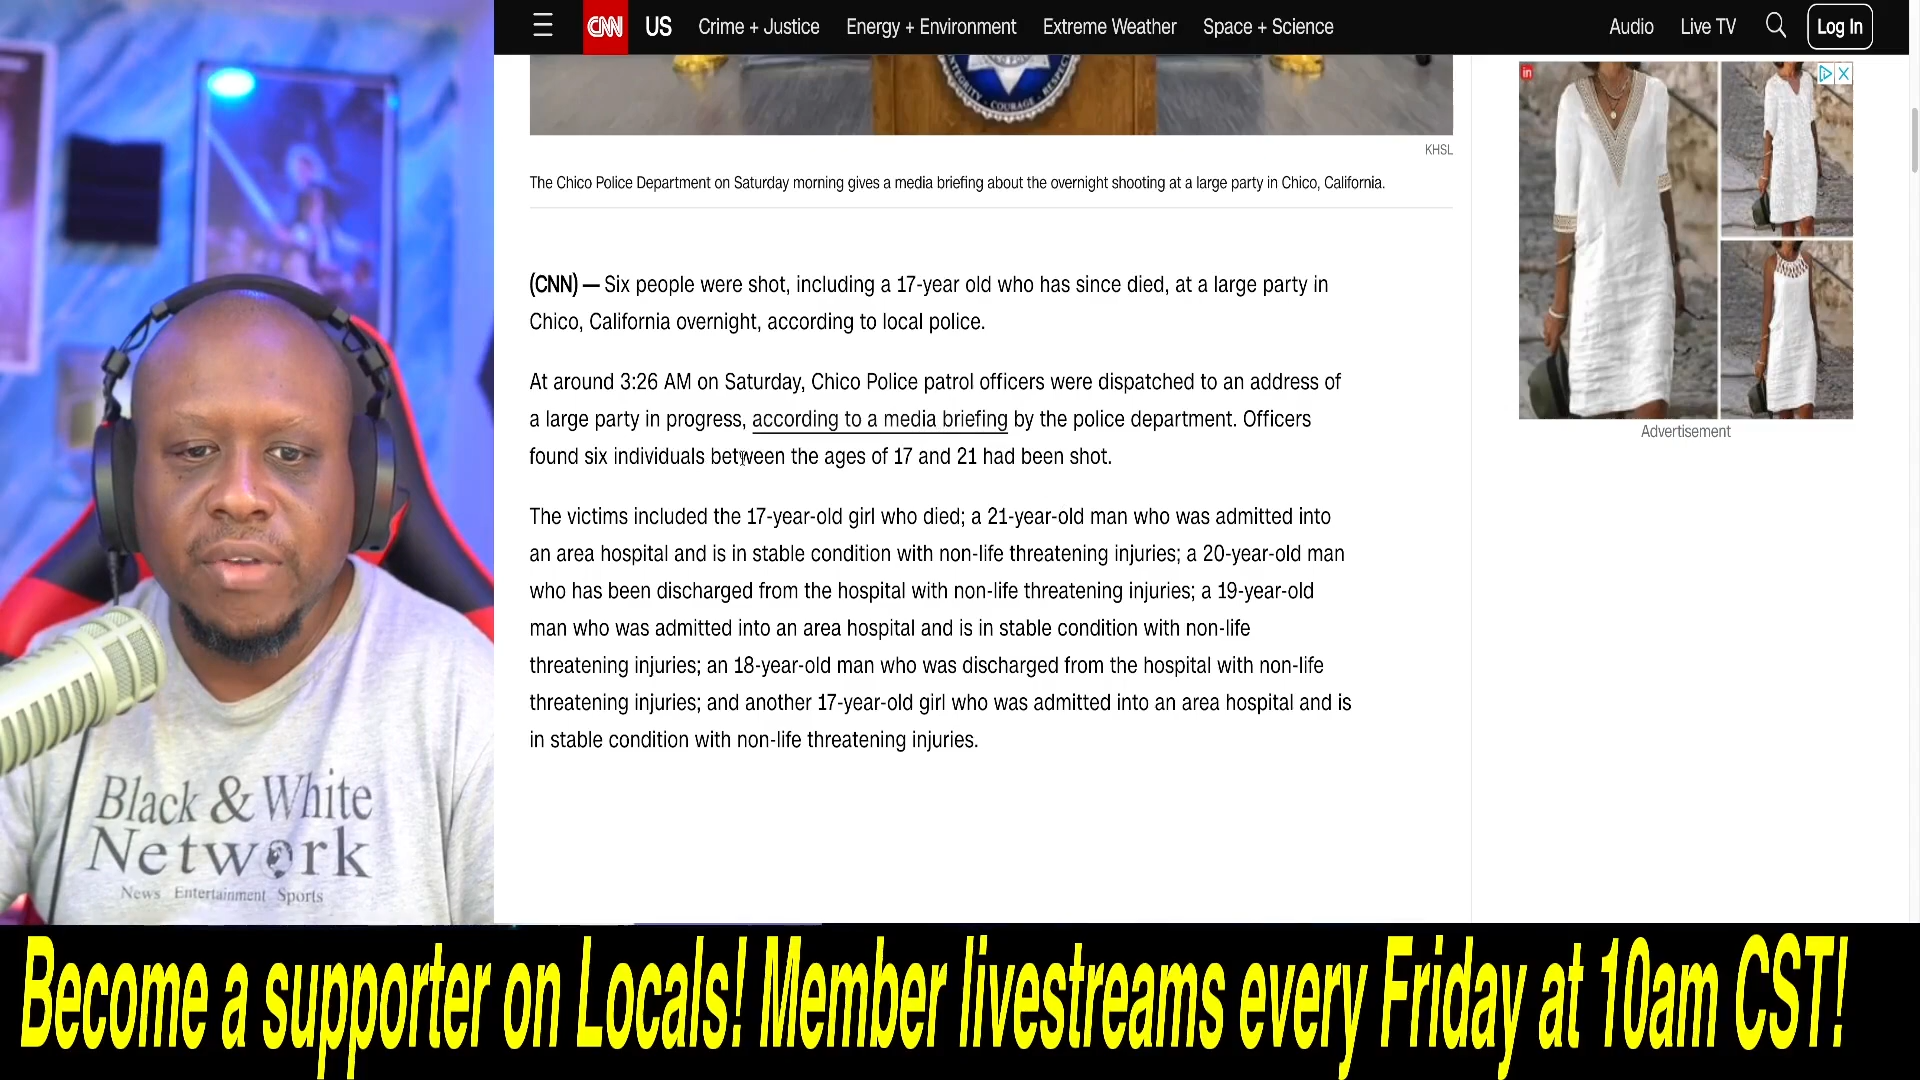 CNN US Crime + Justice Energy + Environment Extreme Weather Space + Science Audio Live TV Log In
INTEGRITY · COURAGE · RESPECT
KHSL
The Chico Police Department on Saturday morning gives a media briefing about the overnight shooting at a large party in Chico, California.
(CNN) — Six people were shot, including a 17-year old who has since died, at a large party in
Chico, California overnight, according to local police.
At around 3:26 AM on Saturday, Chico Police patrol officers were dispatched to an address of
a large party in progress, according to a media briefing by the police department. Officers
found six individuals between the ages of 17 and 21 had been shot.
The victims included the 17-year-old girl who died; a 21-year-old man who was admitted into
an area hospital and is in stable condition with non-life threatening injuries; a 20-year-old man
who has been discharged from the hospital with non-life threatening injuries; a 19-year-old
man who was admitted into an area hospital and is in stable condition with non-life
threatening injuries; an 18-year-old man who was discharged from the hospital with non-life
threatening injuries; and another 17-year-old girl who was admitted into an area hospital and is
in stable condition with non-life threatening injuries.
in
Advertisement
Black & White
Network
News Entertainment Sports
Become a supporter on Locals! Member livestreams every Friday at 10am CST!